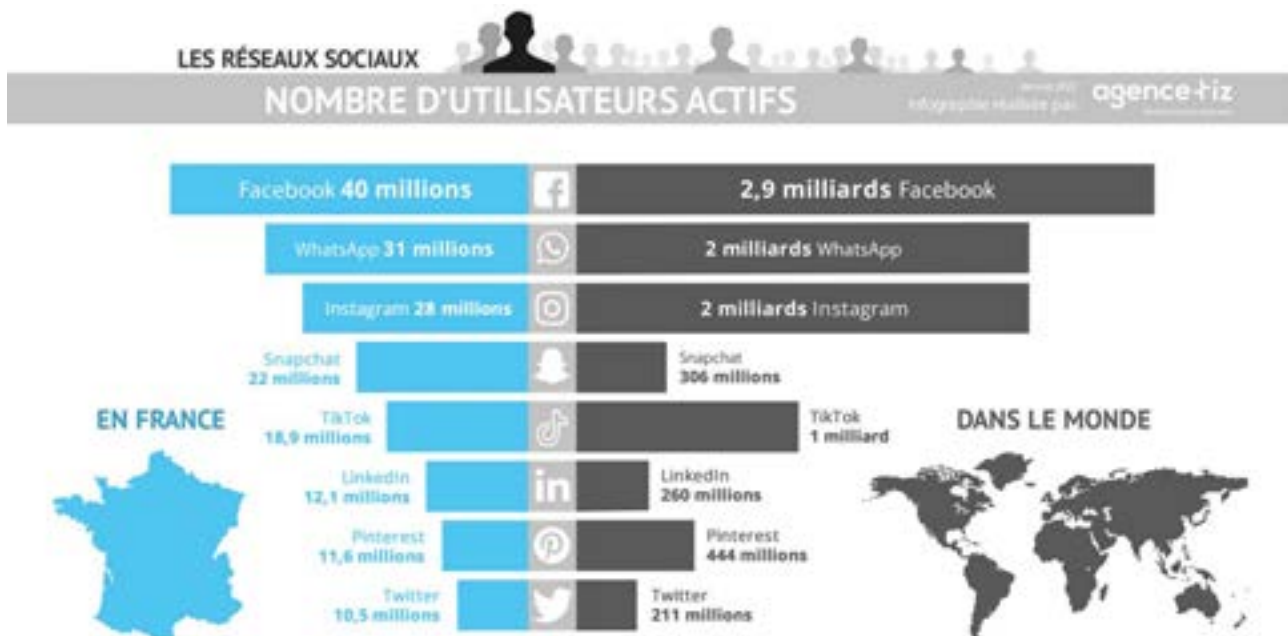 LES RÉSEAUX SOCIAUX
NOMBRE D'UTILISATEURS ACTIFS
Infographie réalisée par
agence tiz
Facebook 40 millions
2,9 milliards Facebook
WhatsApp 31 millions
2 milliards WhatsApp
Instagram 28 millions
2 milliards Instagram
Snapchat
22 millions
Snapchat
306 millions
EN FRANCE
TikTok
18,9 millions
TikTok
1 milliard
DANS LE MONDE
LinkedIn
12,1 millions
LinkedIn
260 millions
Pinterest
11,6 millions
Pinterest
444 millions
Twitter
10,5 millions
Twitter
211 millions